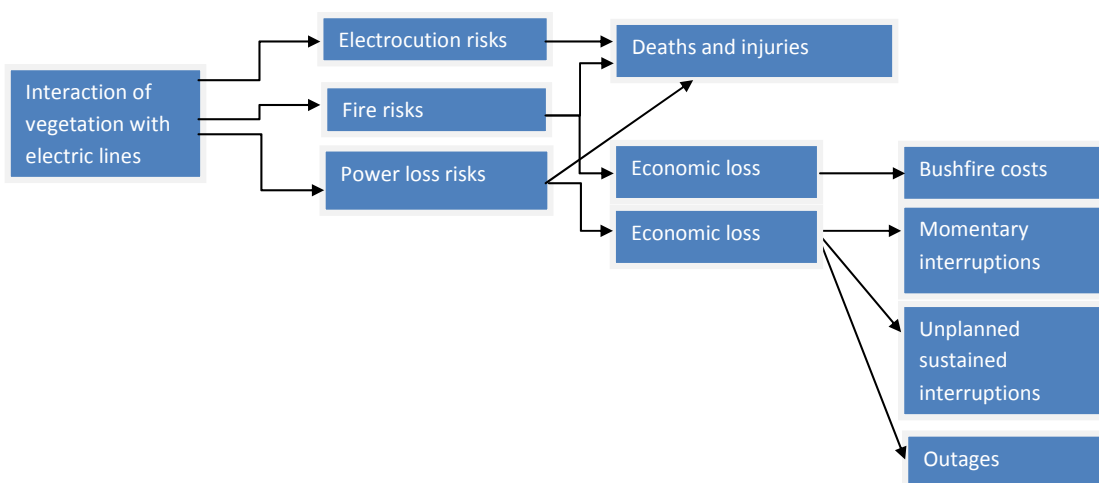 Interaction of
vegetation with
electric lines
Electrocution risks
Fire risks
Power loss risks
Deaths and injuries
Economic loss
Economic loss
Bushfire costs
Momentary
interruptions
Unplanned
sustained
interruptions
Outages